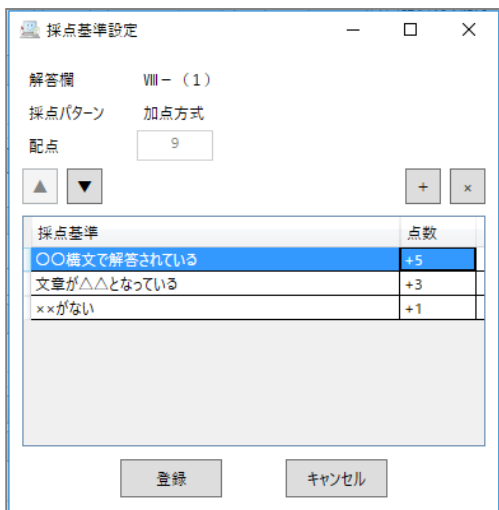 採点基準設定
解答欄 Ⅷ－（1）
採点パターン 加点方式
配点 9
▲ ▼ + ×
採点基準 点数
〇〇構文で解答されている +5
文章が△△となっている +3
××がない +1
登録 キャンセル